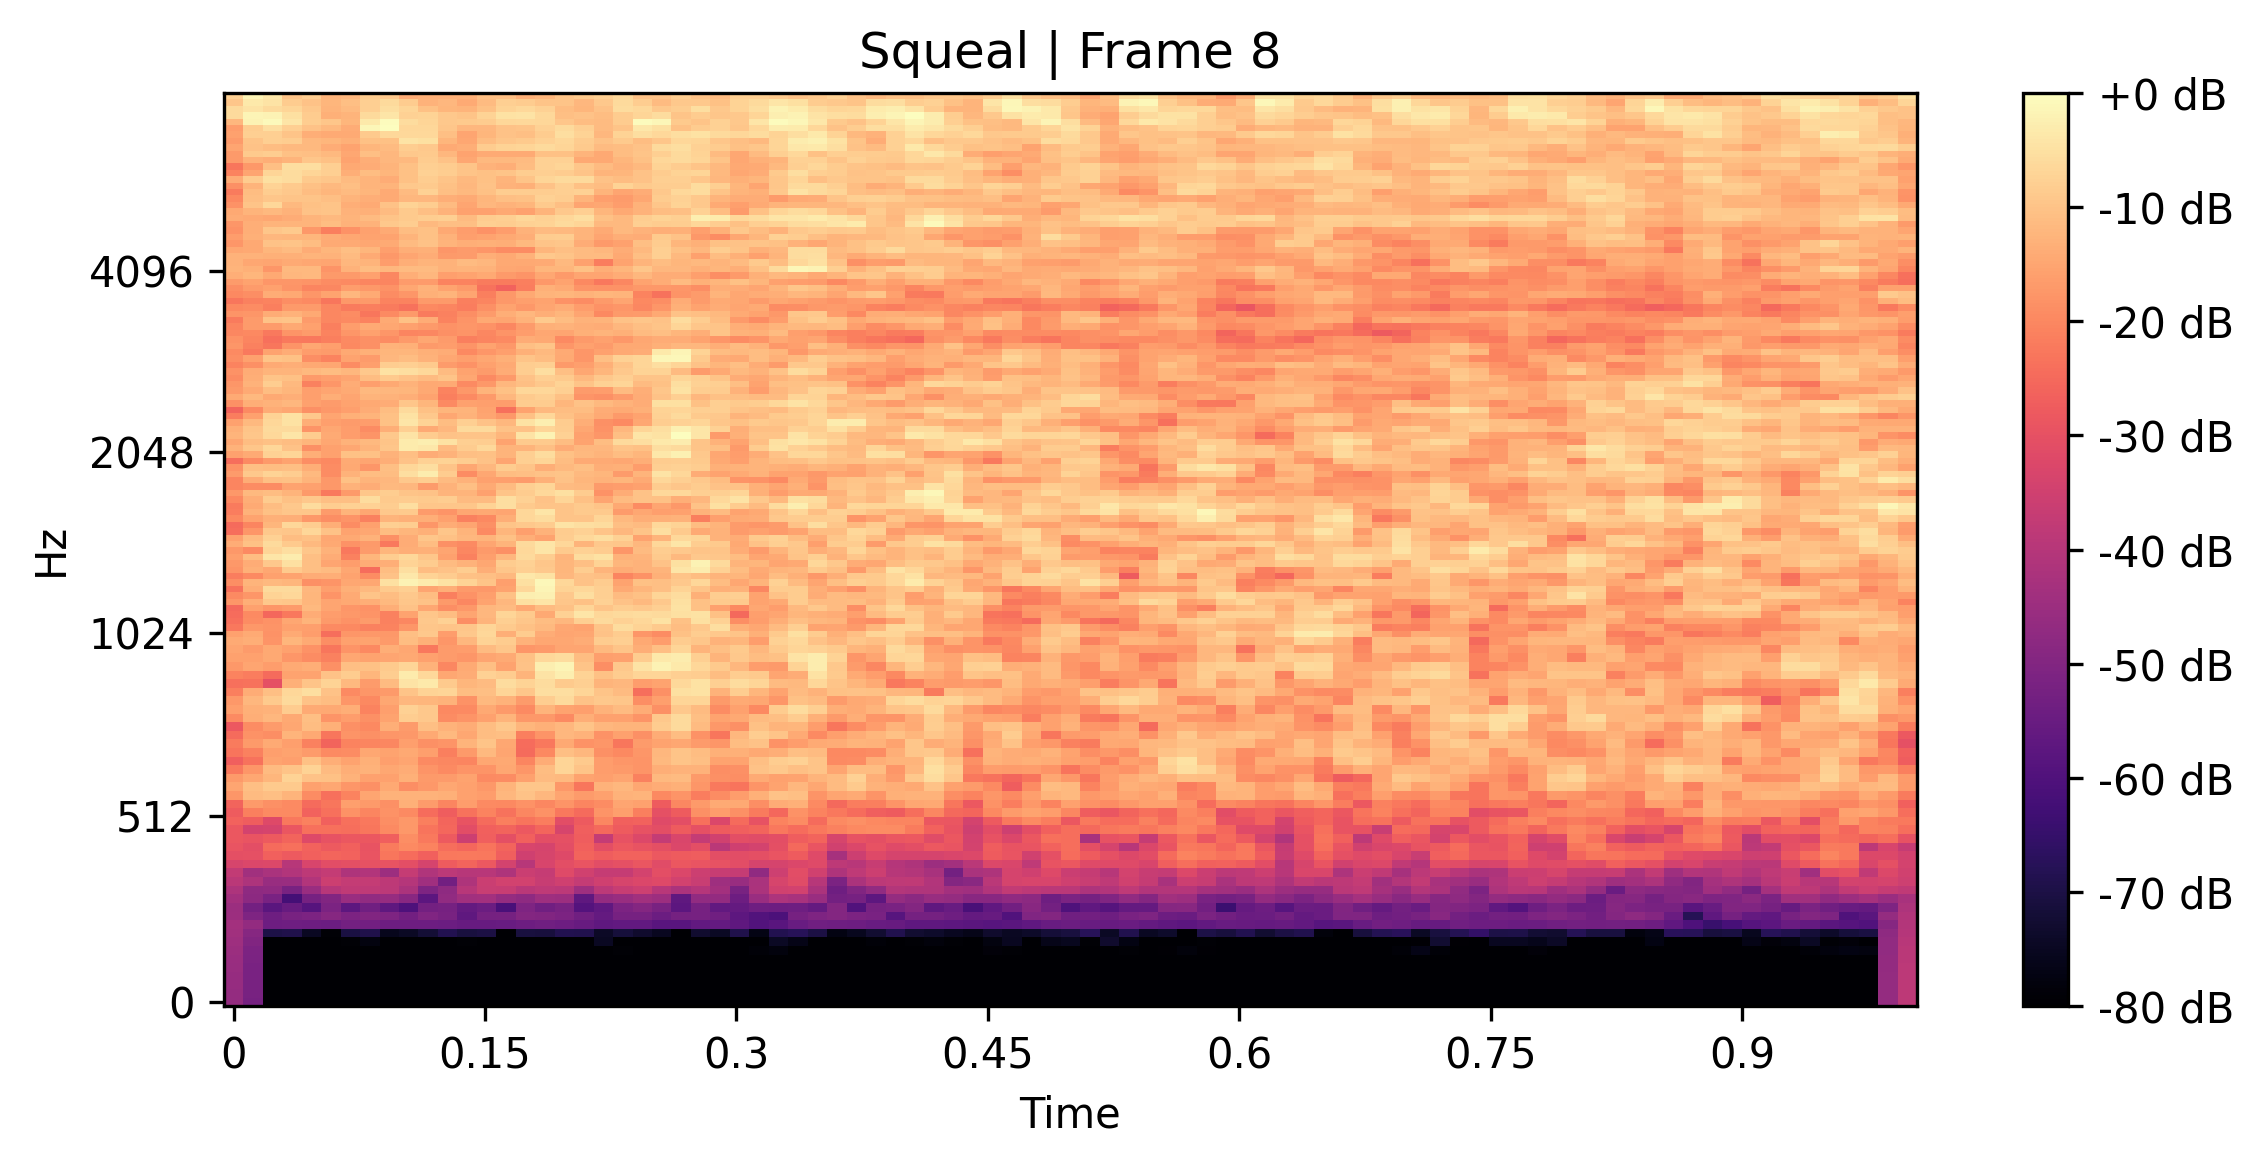 Squeal | Frame 8
Hz
4096
2048
1024
512
0
0 0.15 0.3 0.45 0.6 0.75 0.9
Time
+0 dB
-10 dB
-20 dB
-30 dB
-40 dB
-50 dB
-60 dB
-70 dB
-80 dB